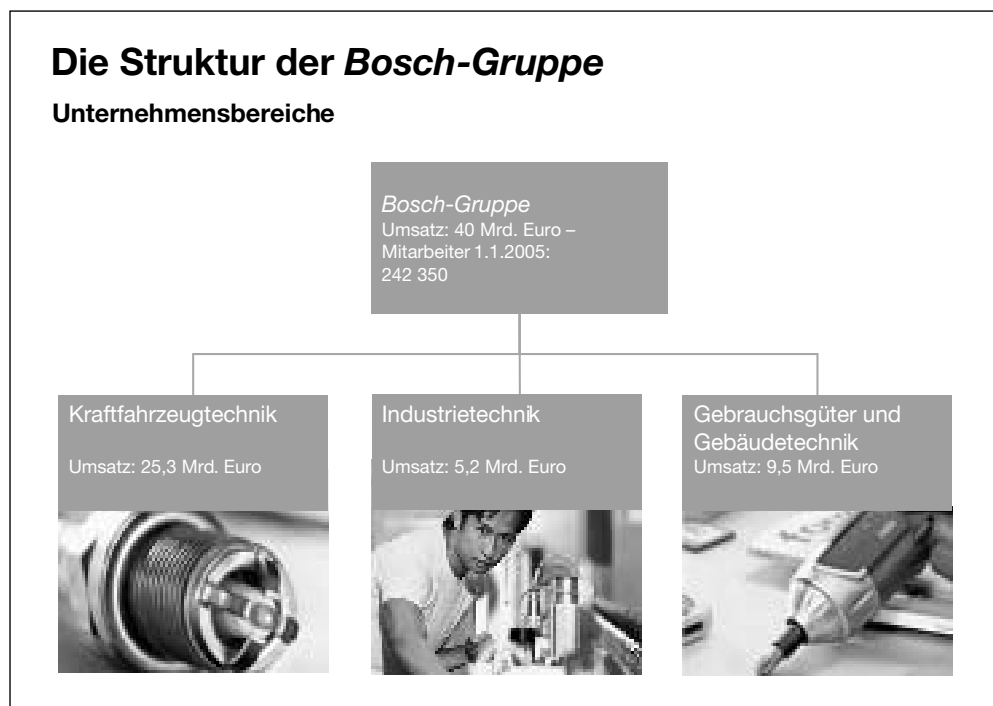 Die Struktur der Bosch-Gruppe
Unternehmensbereiche
Bosch-Gruppe
Umsatz: 40 Mrd. Euro –
Mitarbeiter 1.1.2005:
242 350
Kraftfahrzeugtechnik
Umsatz: 25,3 Mrd. Euro
Industrietechnik
Umsatz: 5,2 Mrd. Euro
Gebrauchsgüter und
Gebäudetechnik
Umsatz: 9,5 Mrd. Euro